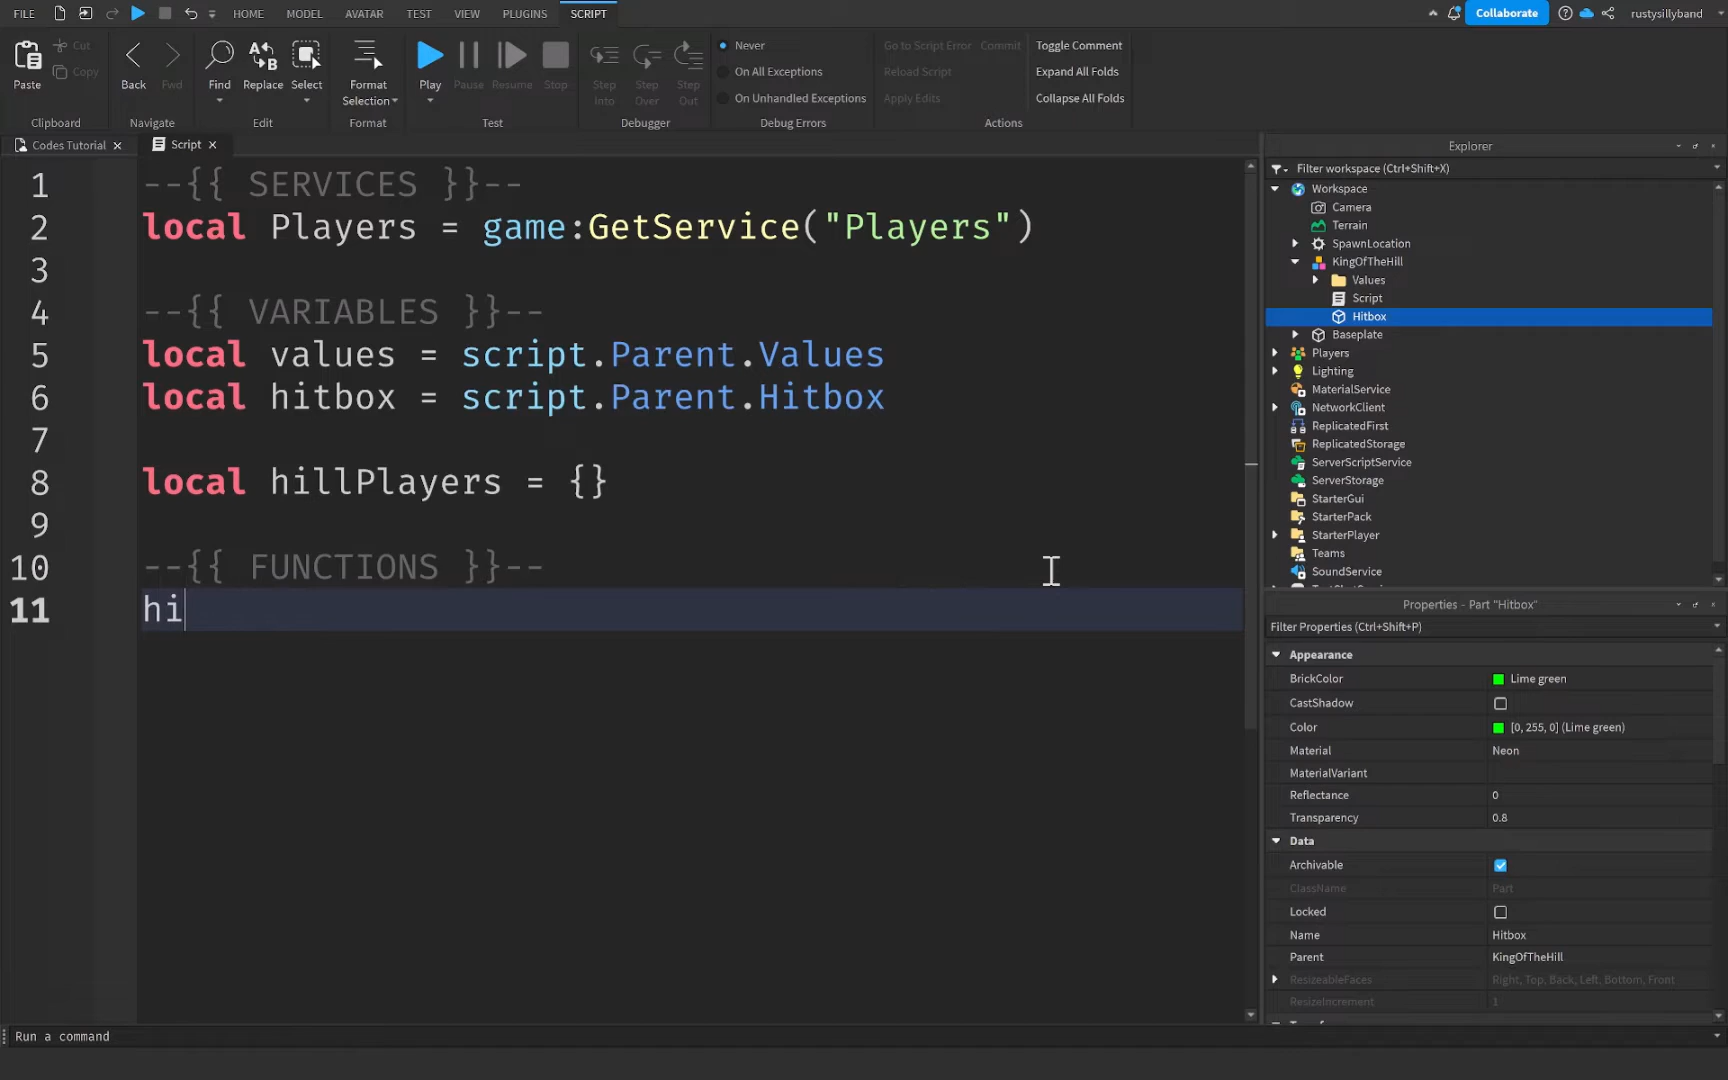 FILE HOME MODEL AVATAR TEST VIEW PLUGINS SCRIPT Collaborate rustysillyband
Paste Cut Copy
Clipboard
Back Fwd
Navigate
Find Replace Select
Edit
Format Selection
Format
Play Pause Resume Stop
Test
Step Into Step Over Step Out
Debugger
Never
On All Exceptions
On Unhandled Exceptions
Debug Errors
Go to Script Error Commit
Reload Script
Apply Edits
Toggle Comment
Expand All Folds
Collapse All Folds
Actions
Codes Tutorial × Script ×
1 --{{ SERVICES }}--
2 local Players = game:GetService("Players")
3
4 --{{ VARIABLES }}--
5 local values = script.Parent.Values
6 local hitbox = script.Parent.Hitbox
7
8 local hillPlayers = {}
9
10 --{{ FUNCTIONS }}--
11 hi
Explorer
Filter workspace (Ctrl+Shift+X)
Workspace
Camera
Terrain
SpawnLocation
KingOfTheHill
Values
Script
Hitbox
Baseplate
Players
Lighting
MaterialService
NetworkClient
ReplicatedFirst
ReplicatedStorage
ServerScriptService
ServerStorage
StarterGui
StarterPack
StarterPlayer
Teams
SoundService
Properties - Part "Hitbox"
Filter Properties (Ctrl+Shift+P)
Appearance
BrickColor Lime green
CastShadow
Color [0, 255, 0] (Lime green)
Material Neon
MaterialVariant
Reflectance 0
Transparency 0.8
Data
Archivable
ClassName Part
Locked
Name Hitbox
Parent KingOfTheHill
ResizeableFaces Right, Top, Back, Left, Bottom, Front
ResizeIncrement 1
Run a command